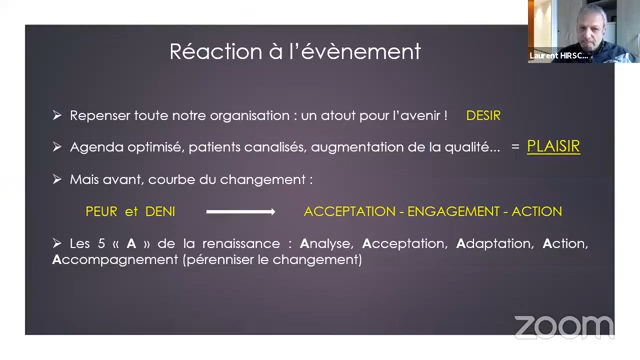 Laurent HIRSC...
Réaction à l'évènement
➢ Repenser toute notre organisation : un atout pour l'avenir ! DESIR
➢ Agenda optimisé, patients canalisés, augmentation de la qualité... = PLAISIR
➢ Mais avant, courbe du changement :
PEUR et DENI ACCEPTATION - ENGAGEMENT - ACTION
➢ Les 5 « A » de la renaissance : Analyse, Acceptation, Adaptation, Action,
Accompagnement (pérenniser le changement)
zoom